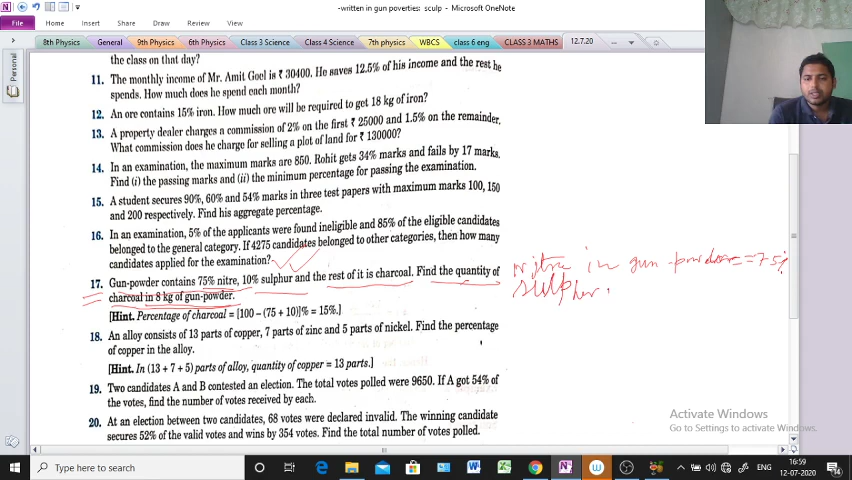 -written in gun poverties: sculp - Microsoft OneNote
File Home Insert Draw Review View
8th Physics General 9th Physics 6th Physics Class 3 Science Class 4 Science 7th physics WBCS class 6 eng CLASS 3 MATHS 12.7.20
Personal
the class on that day?
11. The monthly income of Mr. Amit Goel is ₹ 30400. He saves 12.5% of his income and the rest he
spends. How much does he spend each month?
12. An ore contains 15% iron. How much ore will be required to get 18 kg of iron?
13. A property dealer charges a commission of 2% on the first ₹ 25000 and 1.5% on the remainder.
What commission does he charge for selling a plot of land for ₹ 130000?
14. In an examination, the maximum marks are 850. Rohit gets 34% marks and fails by 17 marks.
Find (i) the passing marks and (ii) the minimum percentage for passing the examination.
15. A student secures 90%, 60% and 54% marks in three test papers with maximum marks 100, 150
and 200 respectively. Find his aggregate percentage.
16. In an examination, 5% of the applicants were found ineligible and 85% of the eligible candidates
belonged to the general category. If 4275 candidates belonged to other categories, then how many
candidates applied for the examination?
17. Gun-powder contains 75% nitre, 10% sulphur and the rest of it is charcoal. Find the quantity of
charcoal in 8 kg of gun-powder.
[Hint. Percentage of charcoal = [100 – (75 + 10)]% = 15%.]
18. An alloy consists of 13 parts of copper, 7 parts of zinc and 5 parts of nickel. Find the percentage
of copper in the alloy.
[Hint. In (13 + 7 + 5) parts of alloy, quantity of copper = 13 parts.]
19. Two candidates A and B contested an election. The total votes polled were 9650. If A got 54% of
the votes, find the number of votes received by each.
20. At an election between two candidates, 68 votes were declared invalid. The winning candidate
secures 52% of the valid votes and wins by 354 votes. Find the total number of votes polled.
nitre in gun-powder = 75%
Sulpher
Activate Windows
Go to Settings to activate Windows.
Type here to search
ENG
16:59
12-07-2020
14